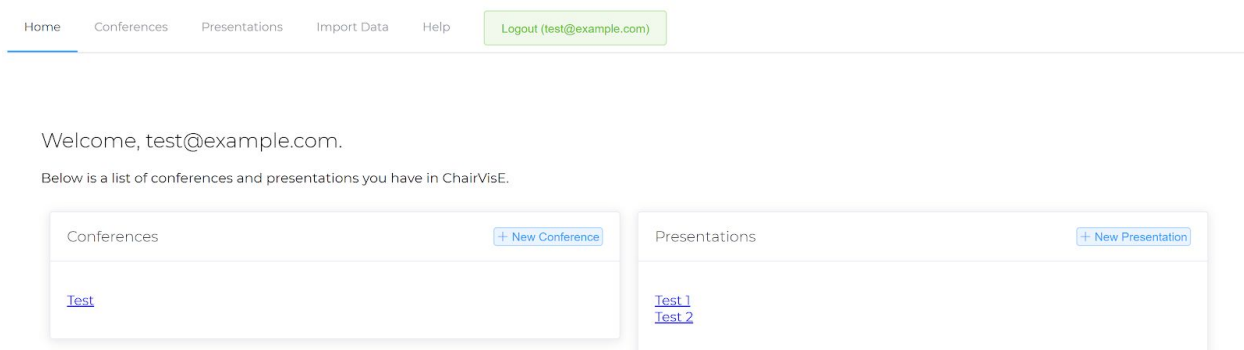 Home Conferences Presentations Import Data Help Logout (test@example.com)
Welcome, test@example.com.
Below is a list of conferences and presentations you have in ChairVisE.
Conferences + New Conference
Test
Presentations + New Presentation
Test 1
Test 2